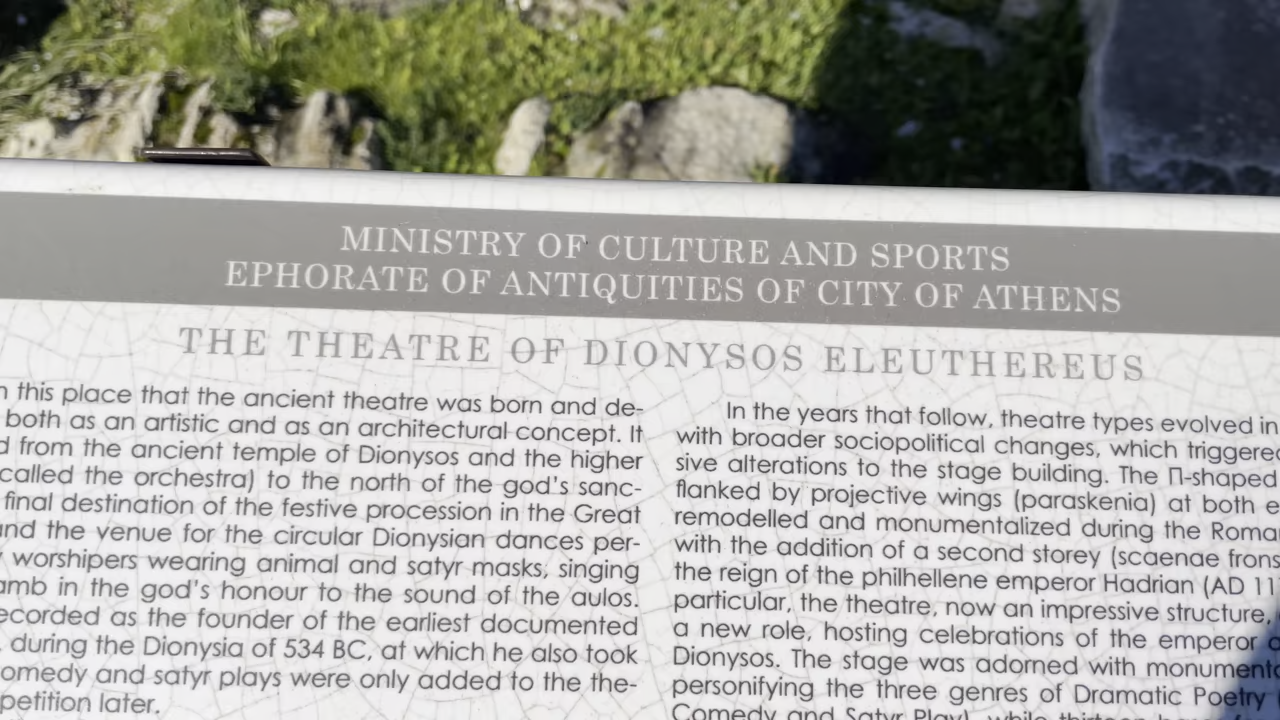 MINISTRY OF CULTURE AND SPORTS
EPHORATE OF ANTIQUITIES OF CITY OF ATHENS
THE THEATRE OF DIONYSOS ELEUTHEREUS
this place that the ancient theatre was born and de-
both as an artistic and as an architectural concept. It
from the ancient temple of Dionysos and the higher
called the orchestra) to the north of the god's sanc-
final destination of the festive procession in the Great
and the venue for the circular Dionysian dances per-
worshipers wearing animal and satyr masks, singing
in the god's honour to the sound of the aulos.
as the founder of the earliest documented
during the Dionysia of 534 BC, at which he also took
and satyr plays were only added to the the-
later.
In the years that follow, theatre types evolved in
with broader sociopolitical changes, which triggered
sive alterations to the stage building. The Π-shaped
flanked by projective wings (paraskenia) at both
remodelled and monumentalized during the
with the addition of a second storey (scaenae frons
the reign of the philhellene emperor Hadrian (AD
particular, the theatre, now an impressive structure,
a new role, hosting celebrations of the emperor
Dionysos. The stage was adorned with
personifying the three genres of Dramatic Poetry
Comedy and Satyr Play), while